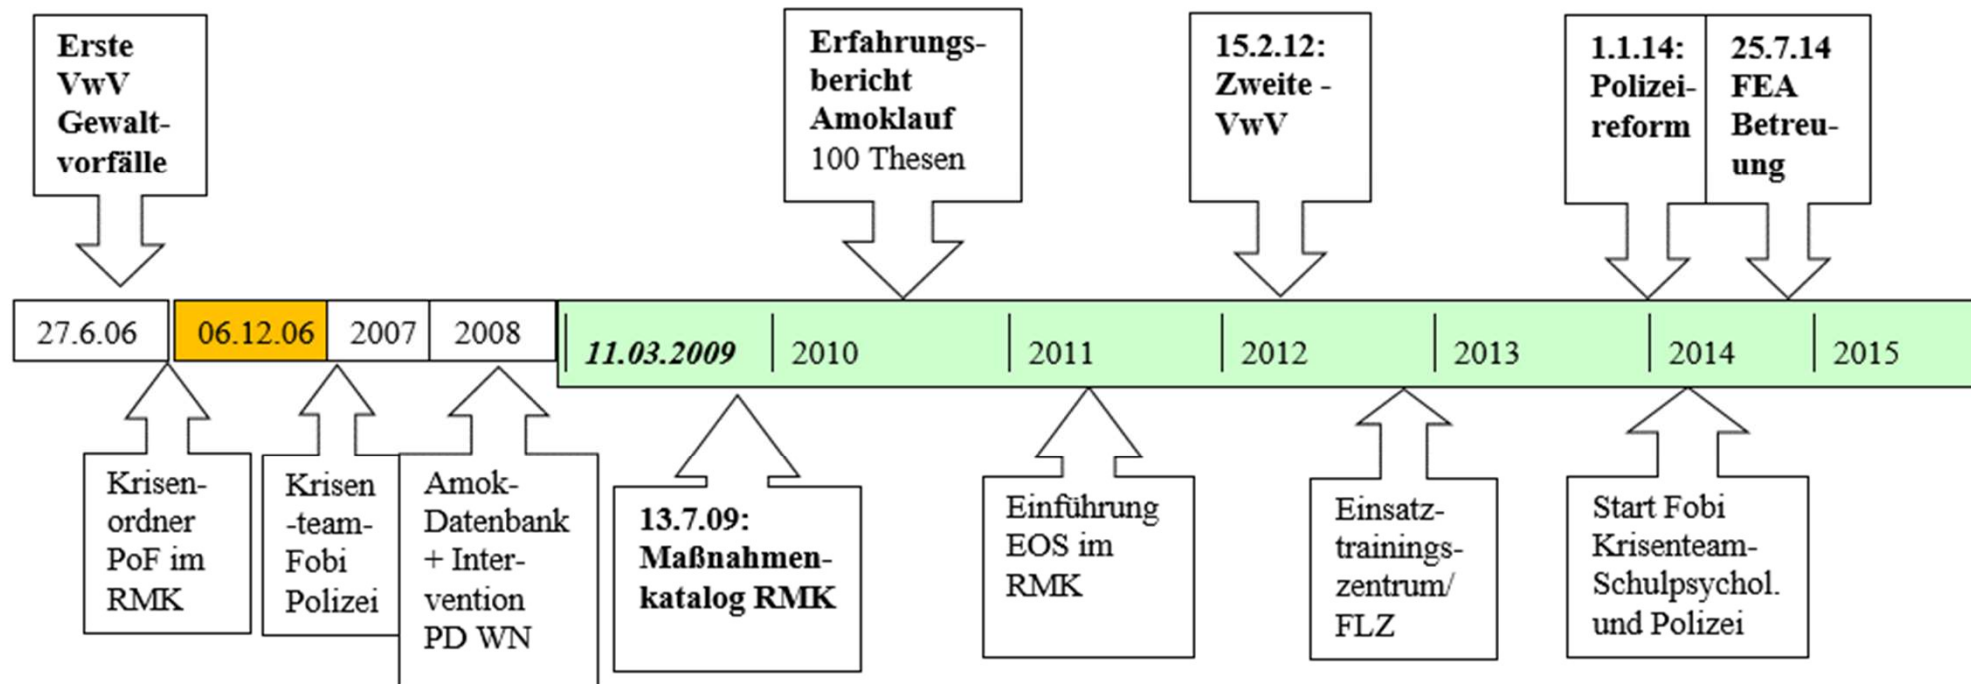 Erste
VwV
Gewalt-
vorfälle
Erfahrungs-
bericht
Amoklauf
100 Thesen
15.2.12:
Zweite -
VwV
1.1.14:
Polizei-
reform
25.7.14
FEA
Betreu-
ung
27.6.06
06.12.06
2007
2008
11.03.2009
2010
2011
2012
2013
2014
2015
Krisen-
ordner
PoF im
RMK
Krisen
-team-
Fobi
Polizei
Amok-
Datenbank
+ Inter-
vention
PD WN
13.7.09:
Maßnahmen-
katalog RMK
Einführung
EOS im
RMK
Einsatz-
trainings-
zentrum/
FLZ
Start Fobi
Krisenteam-
Schulpsychol.
und Polizei